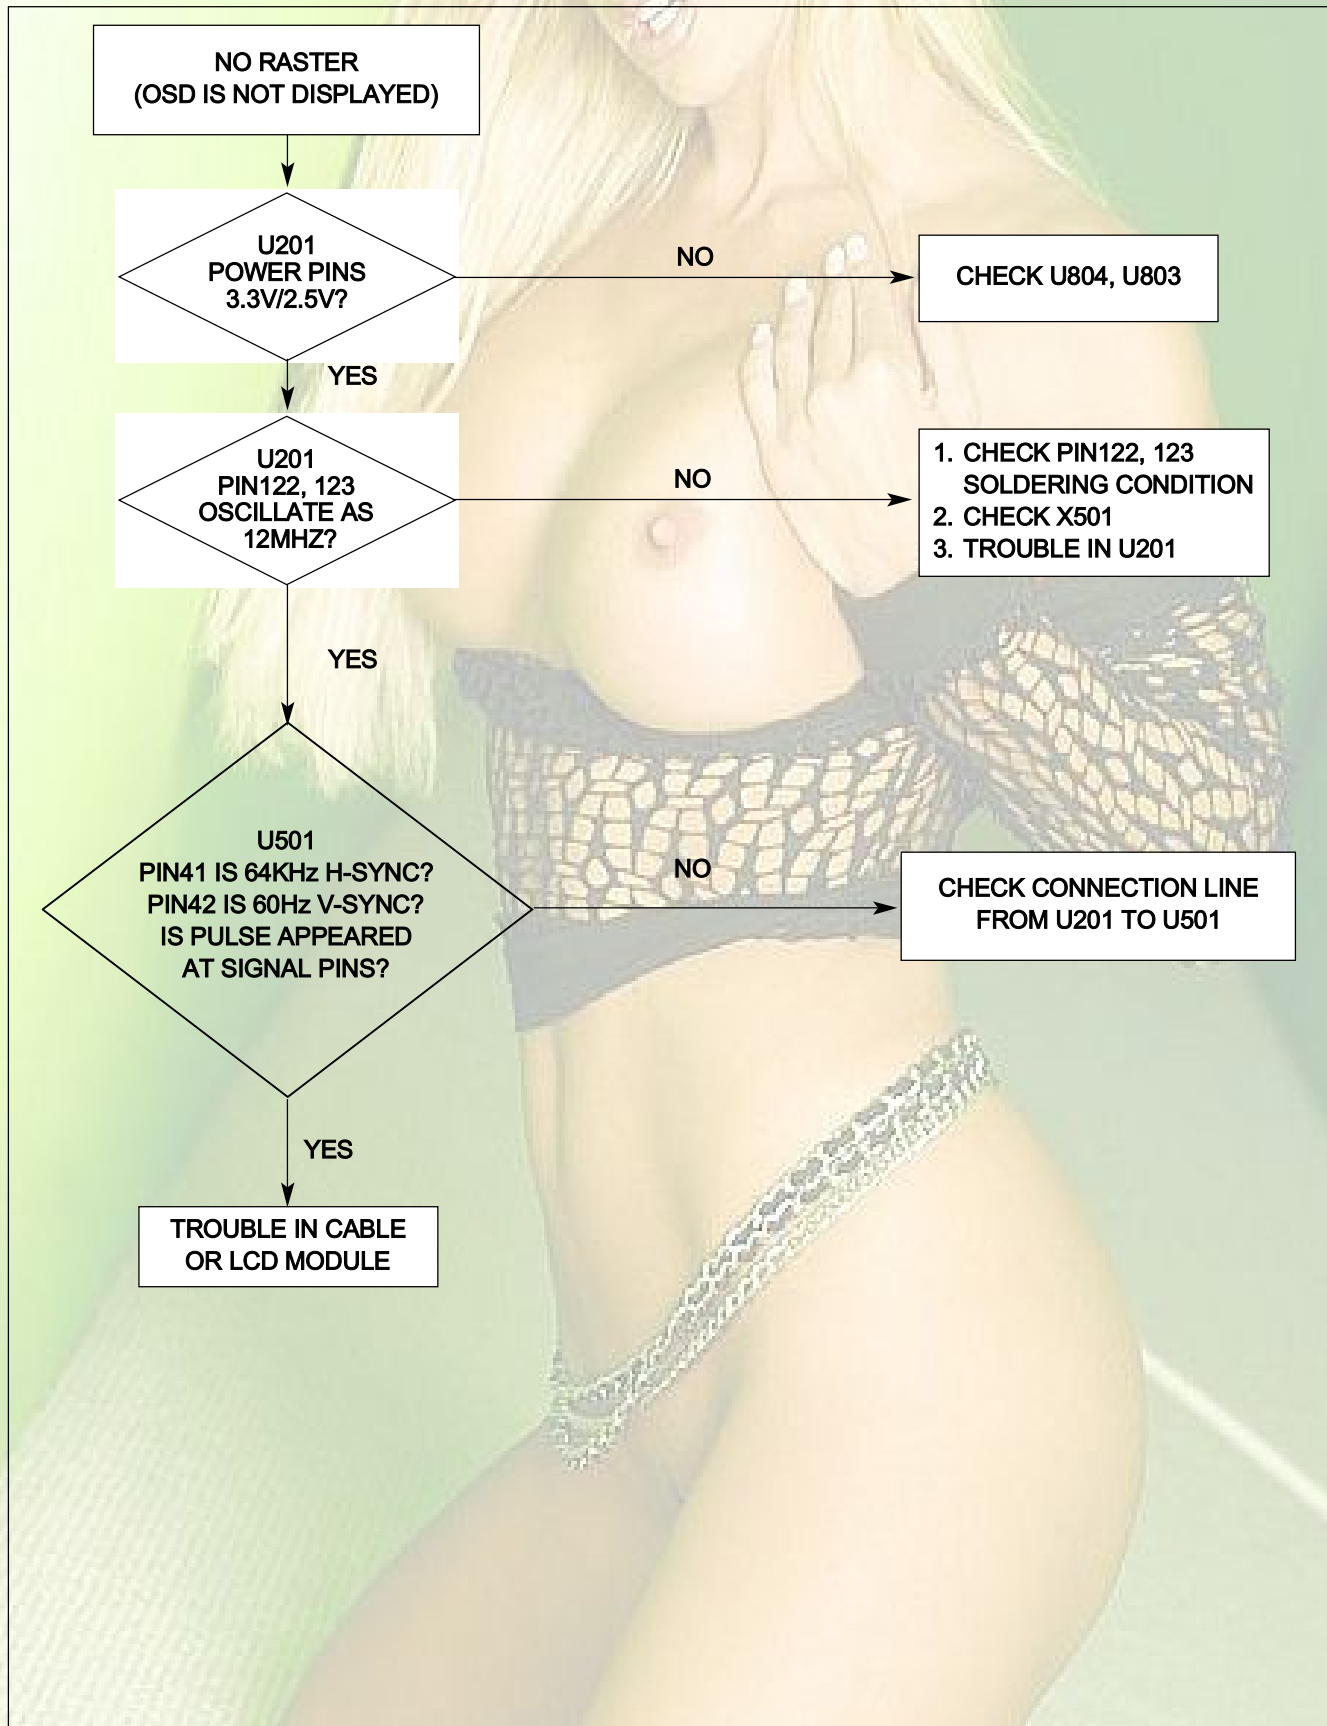 NO RASTER
(OSD IS NOT DISPLAYED)
U201
POWER PINS
3.3V/2.5V?
NO
CHECK U804, U803
YES
U201
PIN122, 123
OSCILLATE AS
12MHZ?
NO
1. CHECK PIN122, 123
SOLDERING CONDITION
2. CHECK X501
3. TROUBLE IN U201
YES
U501
PIN41 IS 64KHz H-SYNC?
PIN42 IS 60Hz V-SYNC?
IS PULSE APPEARED
AT SIGNAL PINS?
NO
CHECK CONNECTION LINE
FROM U201 TO U501
YES
TROUBLE IN CABLE
OR LCD MODULE